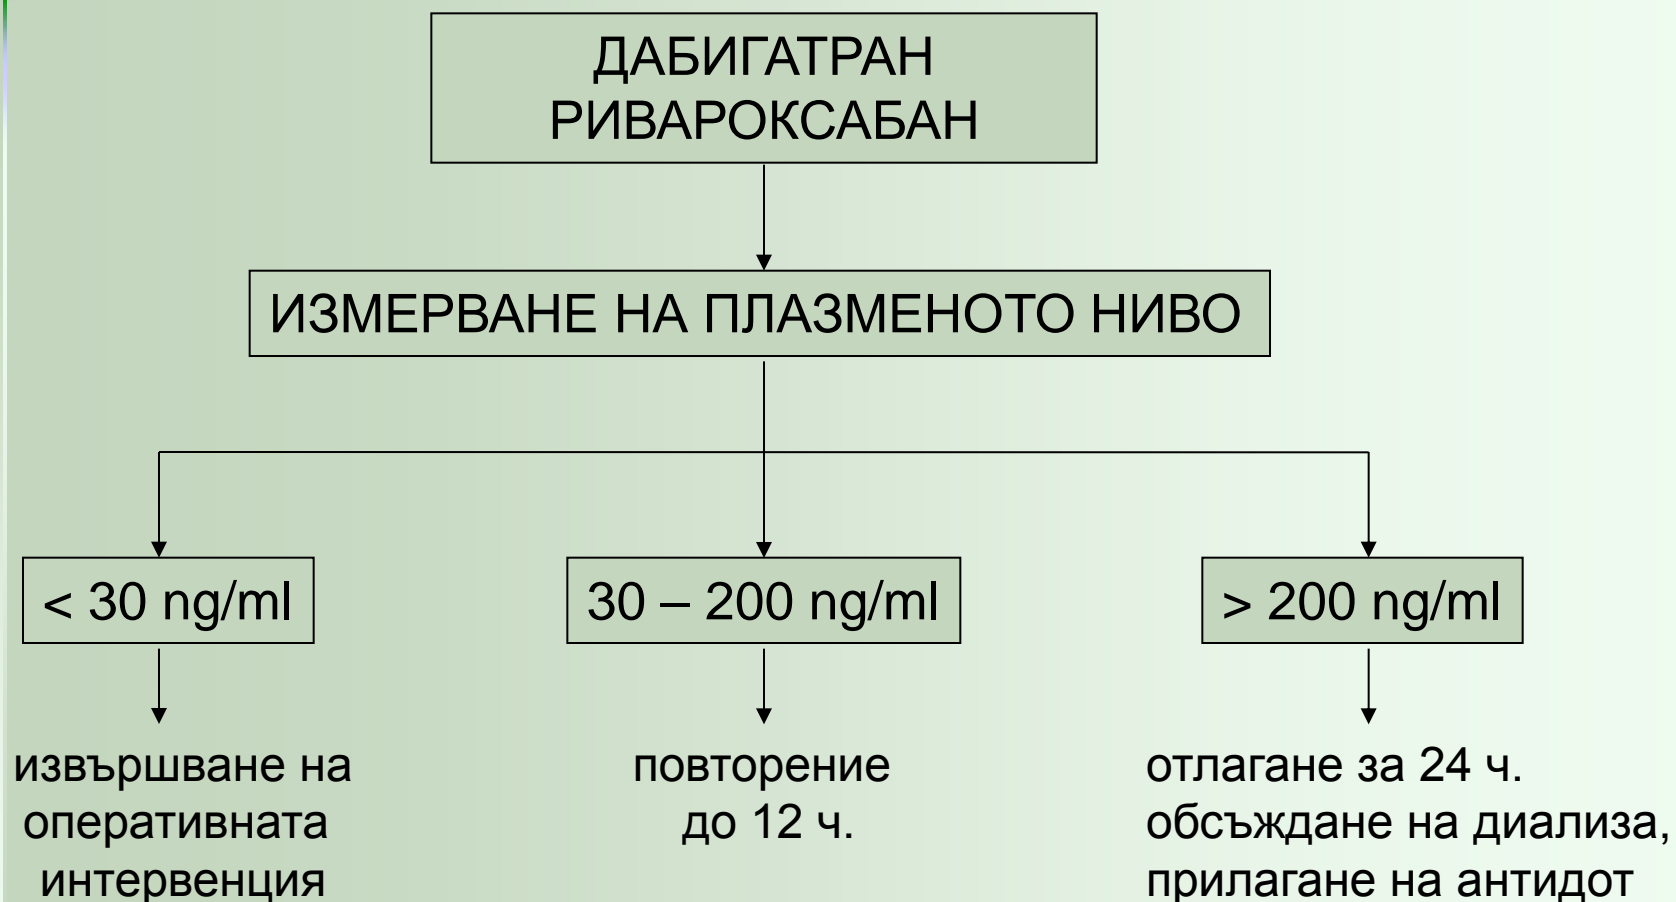 ДАБИГАТРАН
РИВАРОКСАБАН
ИЗМЕРВАНЕ НА ПЛАЗМЕНОТО НИВО
< 30 ng/ml
30 – 200 ng/ml
> 200 ng/ml
извършване на
оперативната
интервенция
повторение
до 12 ч.
отлагане за 24 ч.
обсъждане на диализа,
прилагане на антидот